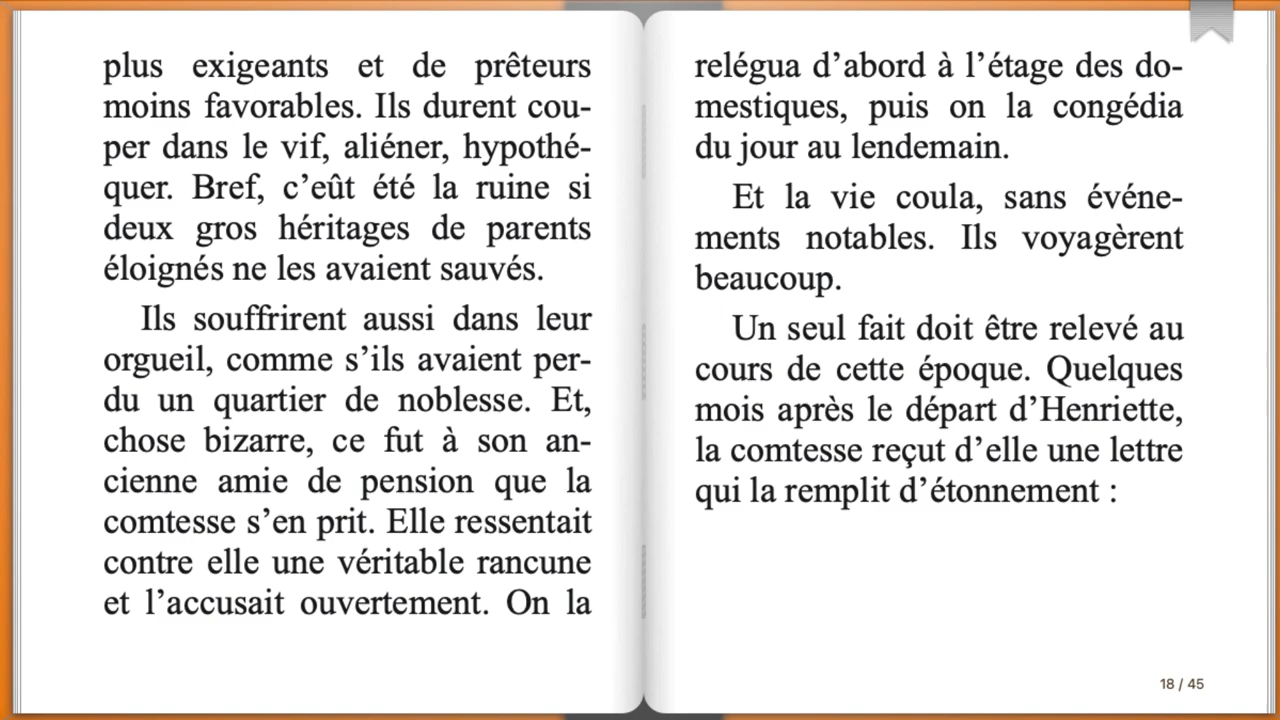 plus exigeants et de prêteurs
moins favorables. Ils durent cou-
per dans le vif, aliéner, hypothé-
quer. Bref, c’eût été la ruine si
deux gros héritages de parents
éloignés ne les avaient sauvés.
Ils souffrirent aussi dans leur
orgueil, comme s’ils avaient per-
du un quartier de noblesse. Et,
chose bizarre, ce fut à son an-
cienne amie de pension que la
comtesse s’en prit. Elle ressentait
contre elle une véritable rancune
et l’accusait ouvertement. On la
relégua d’abord à l’étage des do-
mestiques, puis on la congédia
du jour au lendemain.
Et la vie coula, sans événe-
ments notables. Ils voyagèrent
beaucoup.
Un seul fait doit être relevé au
cours de cette époque. Quelques
mois après le départ d’Henriette,
la comtesse reçut d’elle une lettre
qui la remplit d’étonnement :
18 / 45